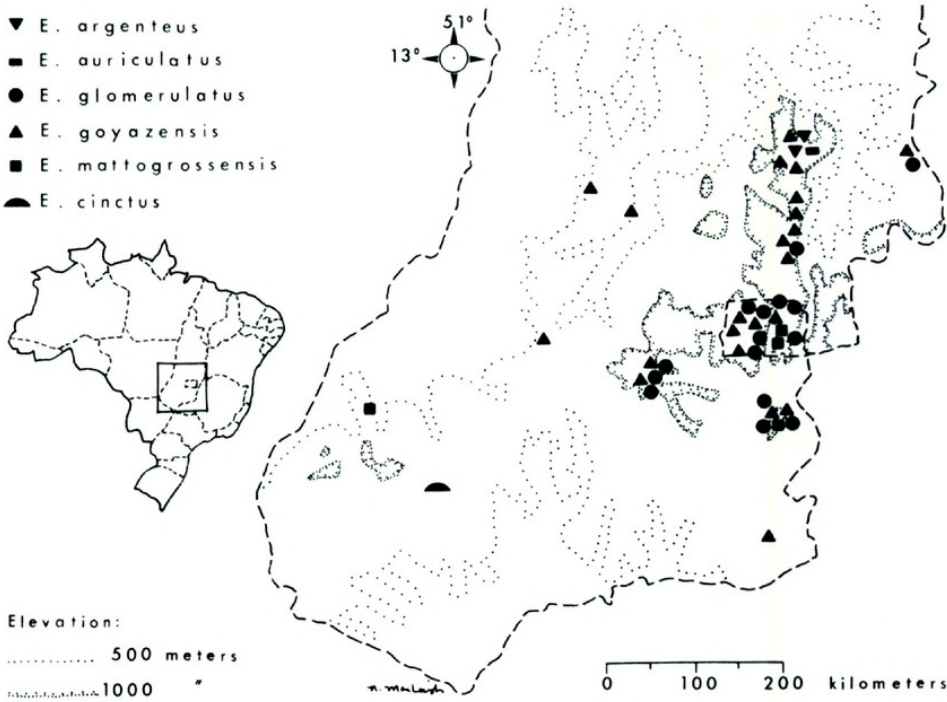 E. argenteus
E. auriculatus
E. glomerulatus
E. goyazensis
E. mattogrossensis
E. cinctus
51°
13°
Elevation:
500 meters
1000 "
0 100 200 kilometers